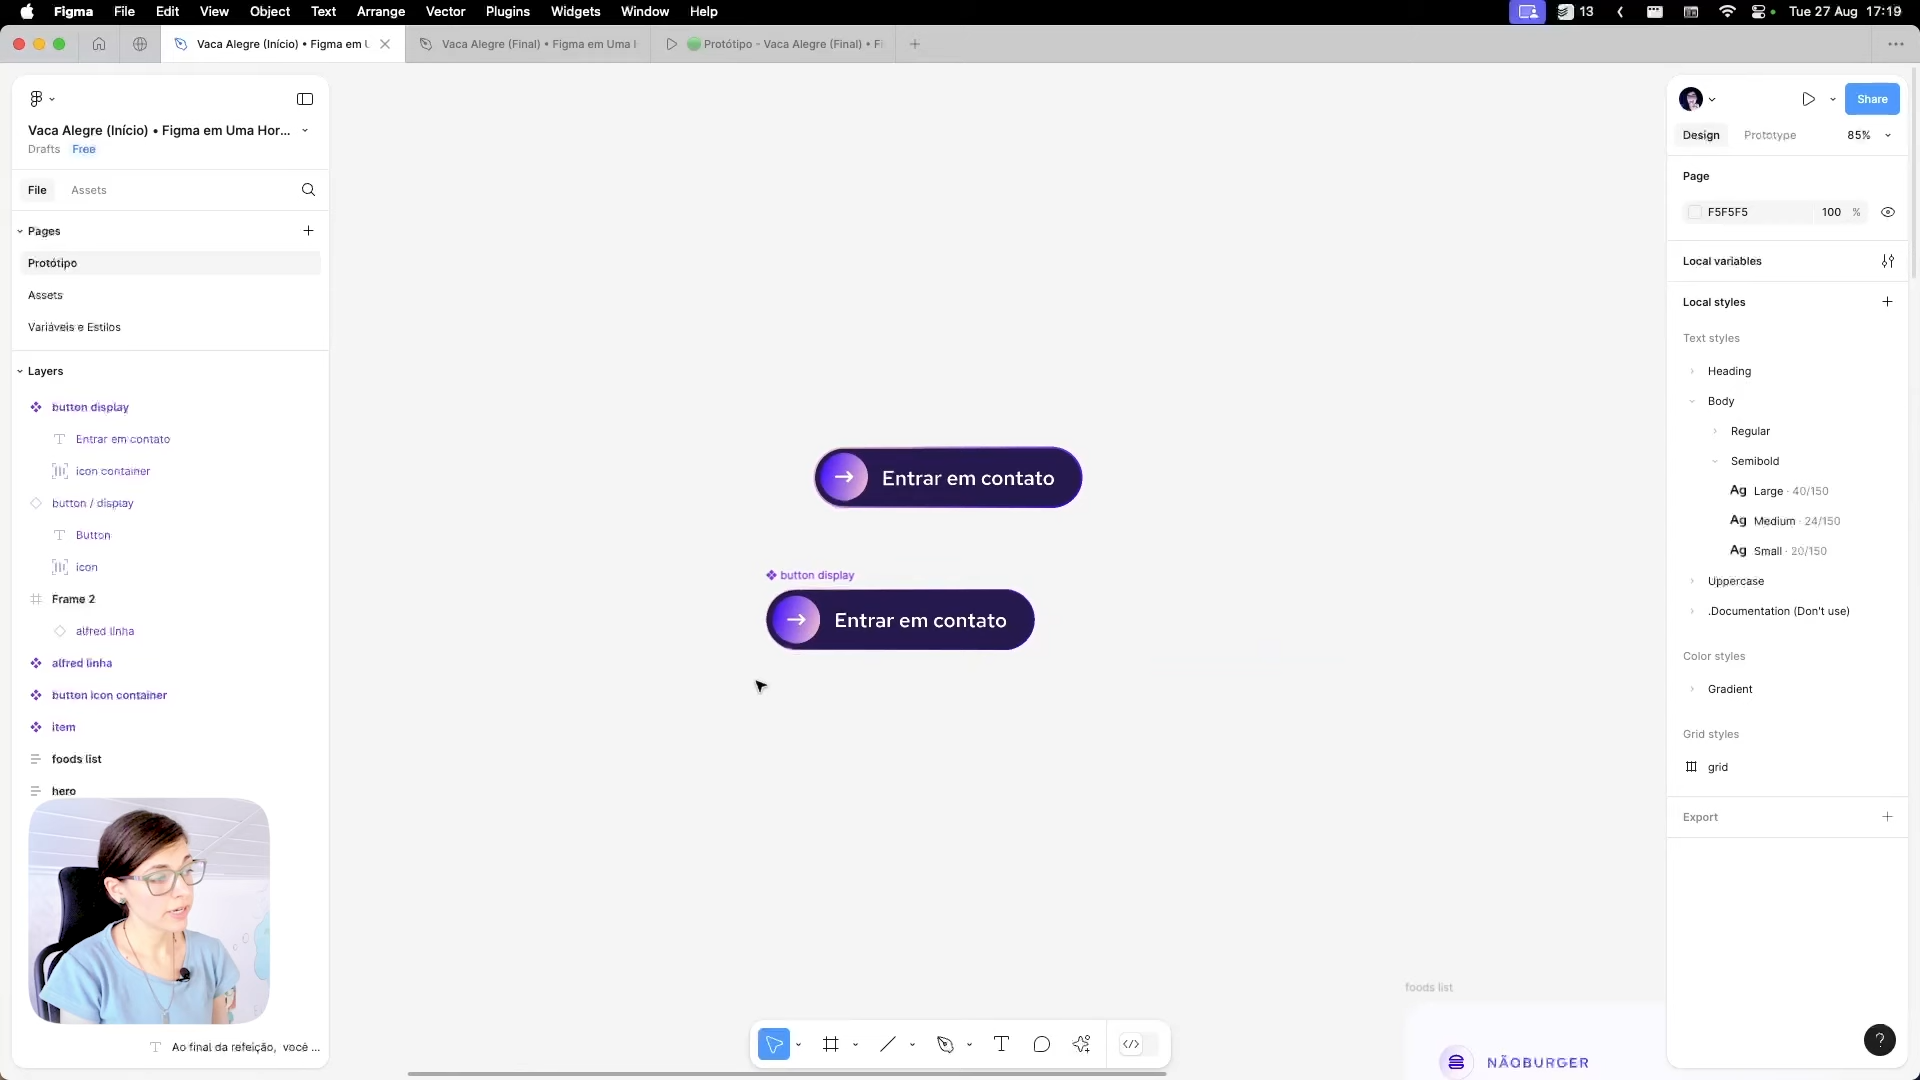 Figma File Edit View Object Text Arrange Vector Plugins Widgets Window Help
13
Tue 27 Aug 17:19
Vaca Alegre (Início) • Figma em U
Vaca Alegre (Final) • Figma em Uma
Protótipo - Vaca Alegre (Final) • Fi
Vaca Alegre (Início) • Figma em Uma Hor...
Drafts Free
File Assets
Pages
Protótipo
Assets
Variáveis e Estilos
Layers
button display
Entrar em contato
icon container
button / display
Button
icon
Frame 2
alfred linha
alfred linha
button icon container
item
foods list
hero
Ao final da refeição, você ...
Entrar em contato
button display
Entrar em contato
foods list
NÃOBURGER
Share
Design Prototype 85%
Page
F5F5F5 100 %
Local variables
Local styles
Text styles
Heading
Body
Regular
Semibold
Ag Large · 40/150
Ag Medium · 24/150
Ag Small · 20/150
Uppercase
.Documentation (Don't use)
Color styles
Gradient
Grid styles
grid
Export
?